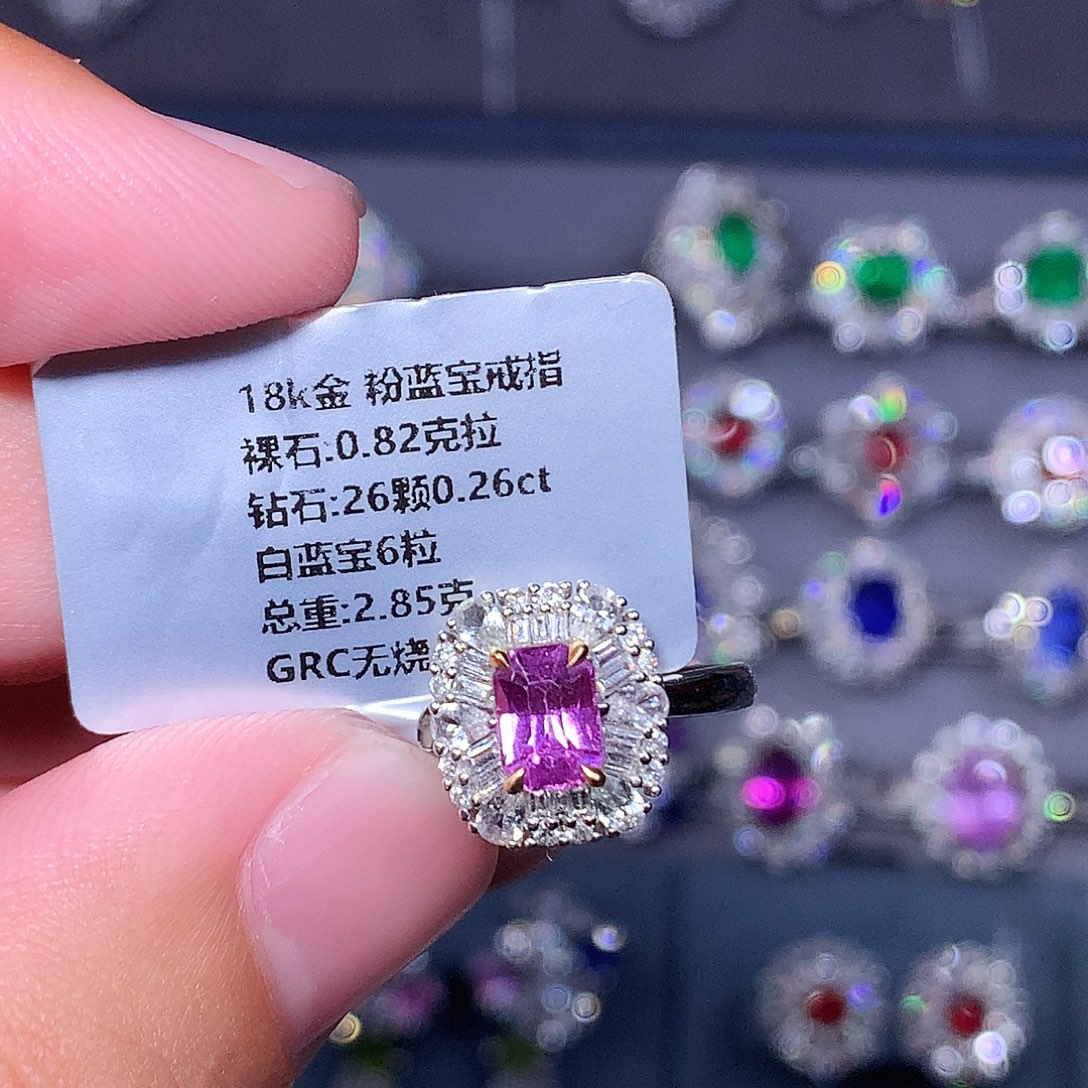 18k金 粉蓝宝戒指
裸石:0.82克拉
钻石:26颗0.26ct
白蓝宝6粒
总重:2.85克
GRC无烧